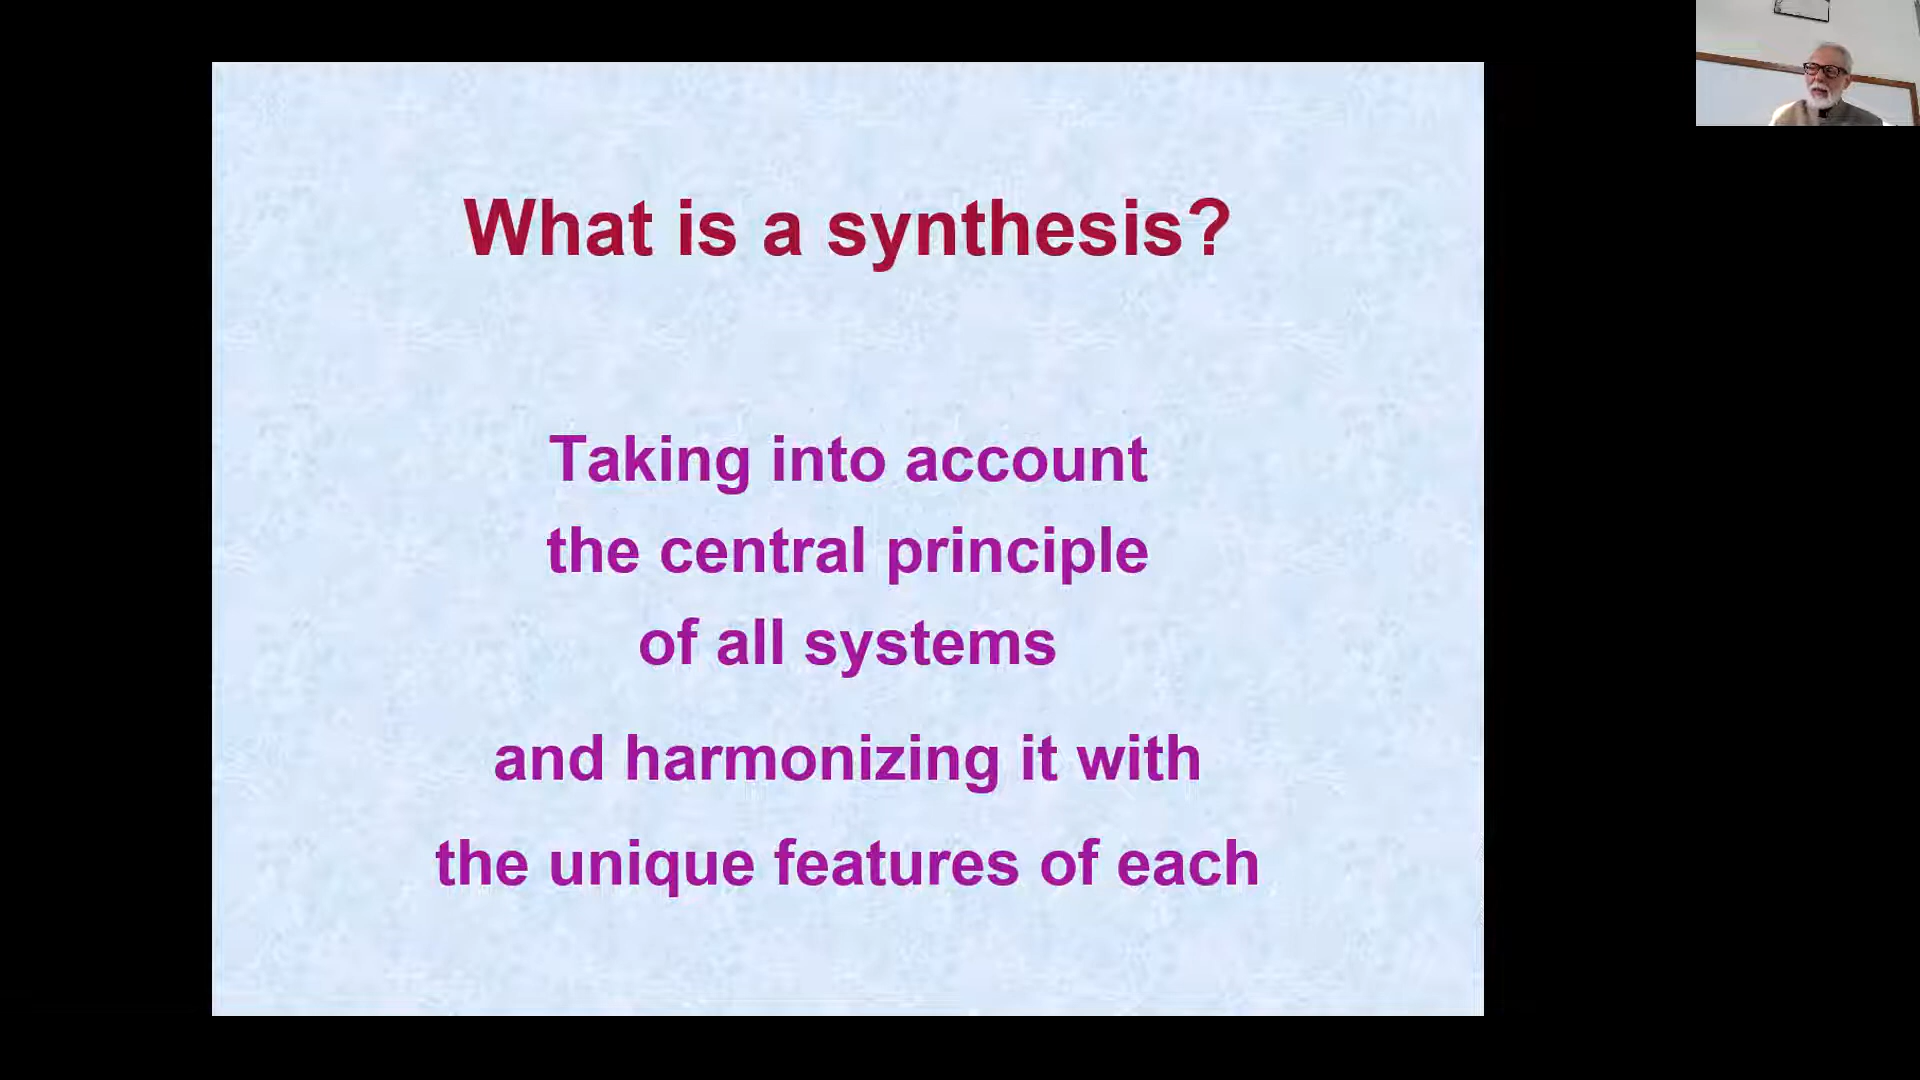 What is a synthesis?
Taking into account
the central principle
of all systems
and harmonizing it with
the unique features of each